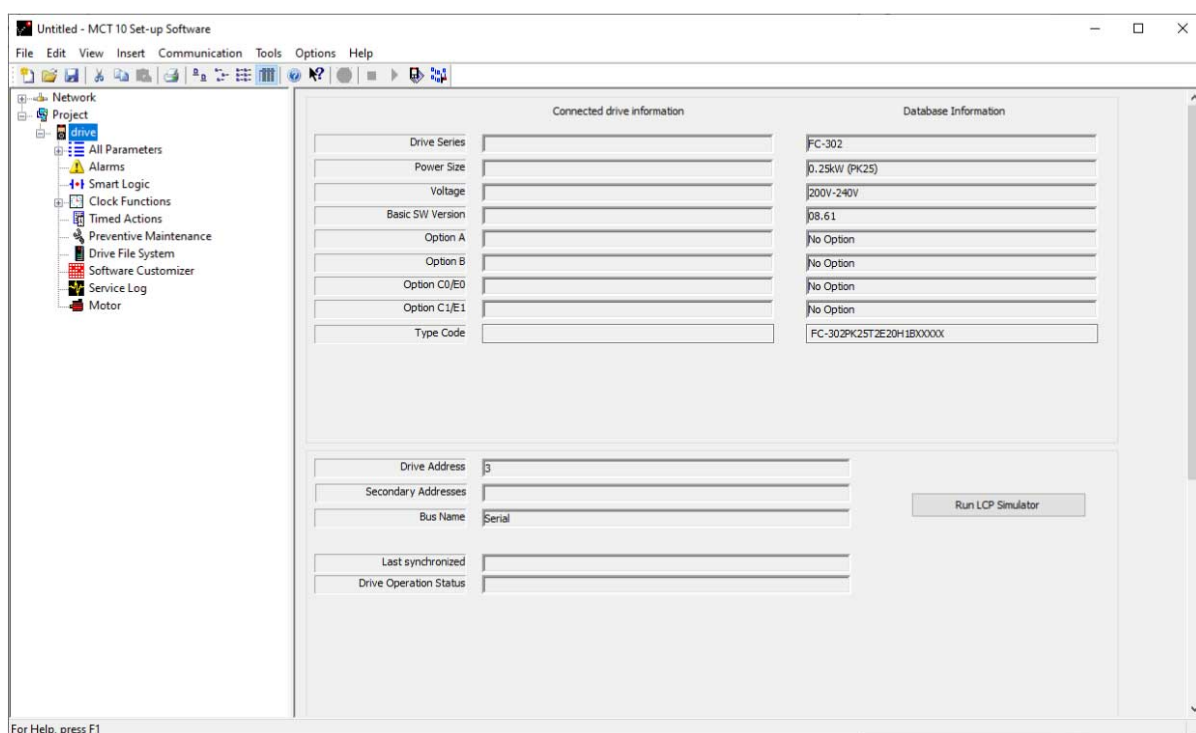 Untitled - MCT 10 Set-up Software
File Edit View Insert Communication Tools Options Help
Network
Project
drive
All Parameters
Alarms
Smart Logic
Clock Functions
Timed Actions
Preventive Maintenance
Drive File System
Software Customizer
Service Log
Motor
Connected drive information Database Information
Drive Series FC-302
Power Size 0.25kW (PK25)
Voltage 200V-240V
Basic SW Version 08.61
Option A No Option
Option B No Option
Option C0/E0 No Option
Option C1/E1 No Option
Type Code FC-302PK25T2E20H1BXXXXX
Drive Address 3
Secondary Addresses
Run LCP Simulator
Bus Name Serial
Last synchronized
Drive Operation Status
For Help, press F1